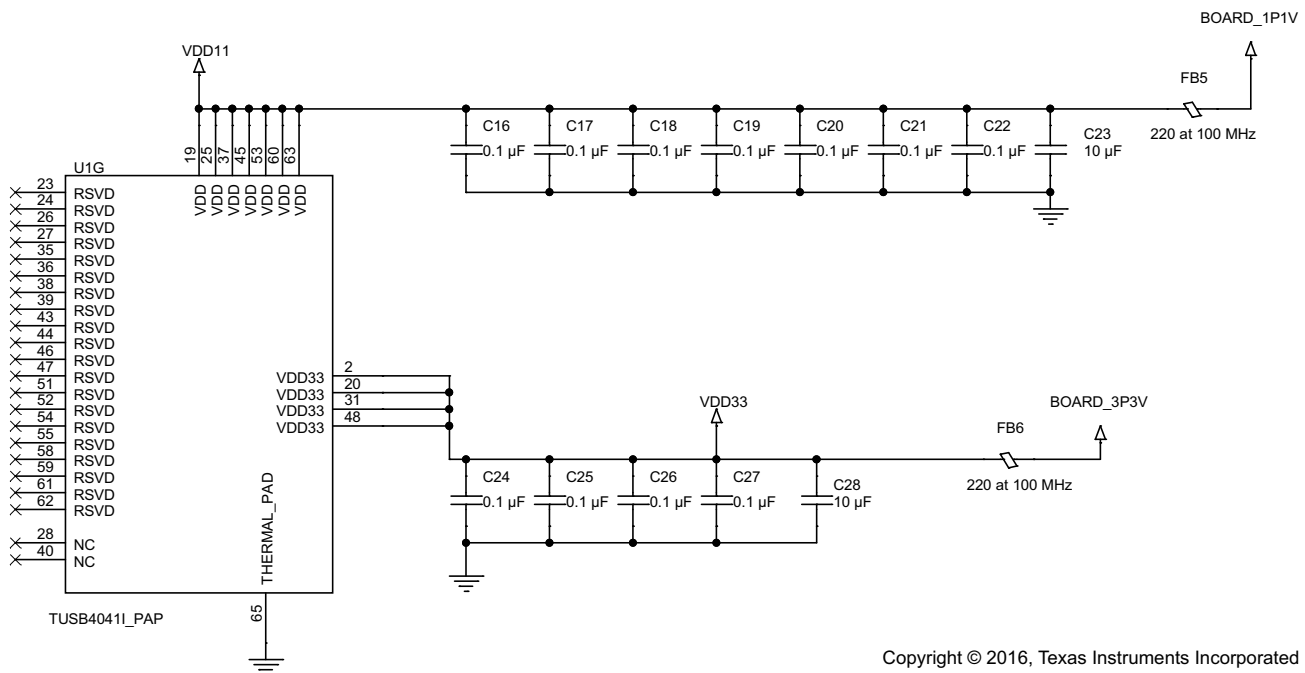 BOARD_1P1V
VDD11
FB5
220 at 100 MHz
C16
0.1 µF
C17
0.1 µF
C18
0.1 µF
C19
0.1 µF
C20
0.1 µF
C21
0.1 µF
C22
0.1 µF
C23
10 µF
19
25
37
45
53
60
63
VDD
VDD
VDD
VDD
VDD
VDD
VDD
U1G
23 RSVD
24 RSVD
26 RSVD
27 RSVD
35 RSVD
36 RSVD
38 RSVD
39 RSVD
43 RSVD
44 RSVD
46 RSVD
47 RSVD
51 RSVD
52 RSVD
54 RSVD
55 RSVD
58 RSVD
59 RSVD
61 RSVD
62 RSVD
28 NC
40 NC
VDD33 2
VDD33 20
VDD33 31
VDD33 48
THERMAL_PAD
65
TUSB4041I_PAP
VDD33
BOARD_3P3V
FB6
220 at 100 MHz
C24
0.1 µF
C25
0.1 µF
C26
0.1 µF
C27
0.1 µF
C28
10 µF
Copyright © 2016, Texas Instruments Incorporated